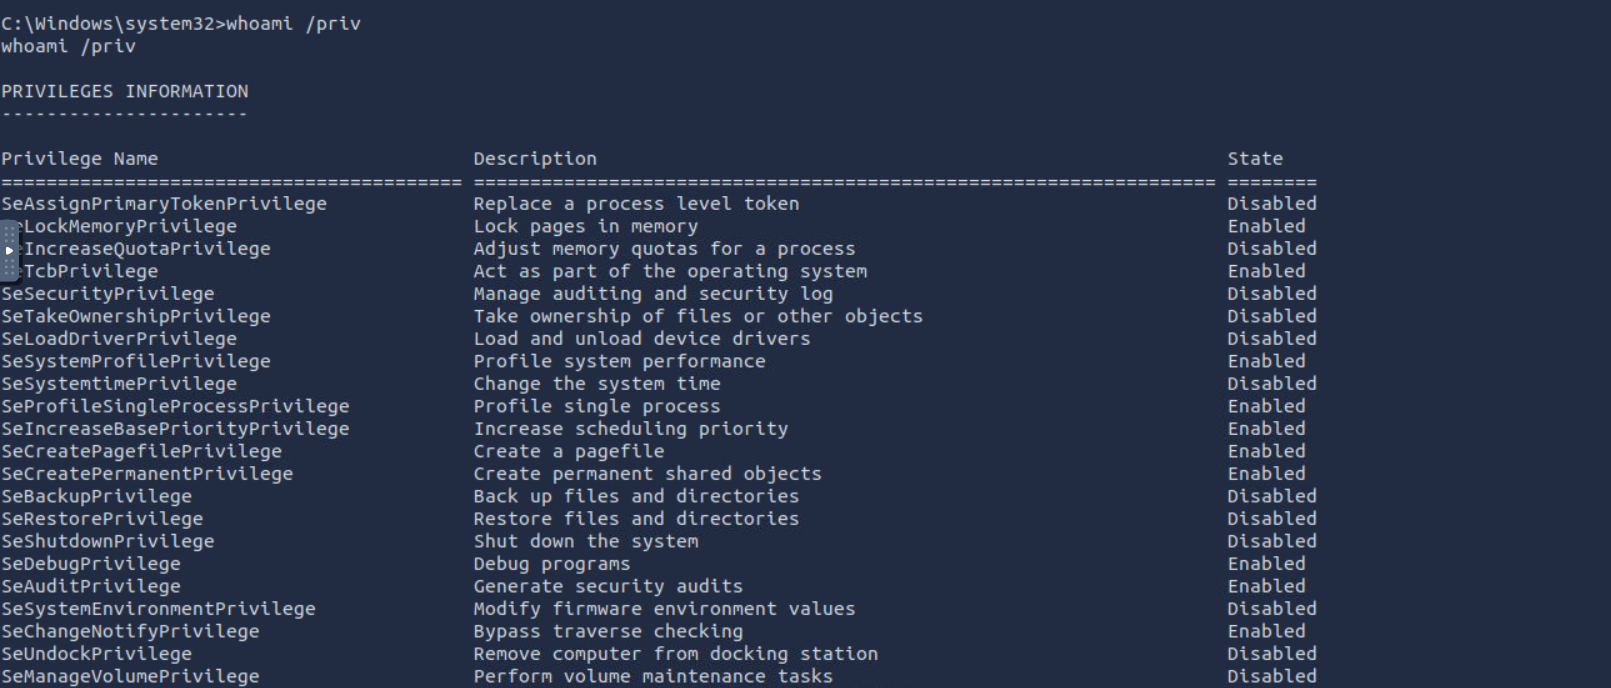 C:\Windows\system32>whoami /priv
whoami /priv
PRIVILEGES INFORMATION
----------------------
Privilege Name Description State
========================================= ================================================================== ========
SeAssignPrimaryTokenPrivilege Replace a process level token Disabled
eLockMemoryPrivilege Lock pages in memory Enabled
eIncreaseQuotaPrivilege Adjust memory quotas for a process Disabled
eTcbPrivilege Act as part of the operating system Enabled
SeSecurityPrivilege Manage auditing and security log Disabled
SeTakeOwnershipPrivilege Take ownership of files or other objects Disabled
SeLoadDriverPrivilege Load and unload device drivers Disabled
SeSystemProfilePrivilege Profile system performance Enabled
SeSystemtimePrivilege Change the system time Disabled
SeProfileSingleProcessPrivilege Profile single process Enabled
SeIncreaseBasePriorityPrivilege Increase scheduling priority Enabled
SeCreatePagefilePrivilege Create a pagefile Enabled
SeCreatePermanentPrivilege Create permanent shared objects Enabled
SeBackupPrivilege Back up files and directories Disabled
SeRestorePrivilege Restore files and directories Disabled
SeShutdownPrivilege Shut down the system Disabled
SeDebugPrivilege Debug programs Enabled
SeAuditPrivilege Generate security audits Enabled
SeSystemEnvironmentPrivilege Modify firmware environment values Disabled
SeChangeNotifyPrivilege Bypass traverse checking Enabled
SeUndockPrivilege Remove computer from docking station Disabled
SeManageVolumePrivilege Perform volume maintenance tasks Disabled